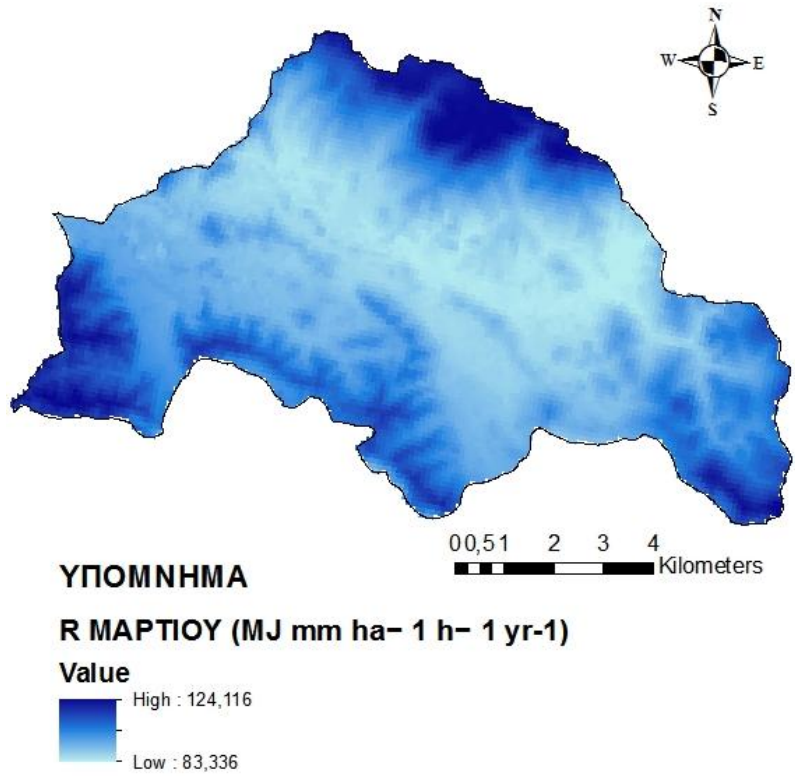 N
W E
S
0 0,5 1 2 3 4
Kilometers
ΥΠΟΜΝΗΜΑ
R ΜΑΡΤΙΟΥ (MJ mm ha− 1 h− 1 yr-1)
Value
High : 124,116
Low : 83,336